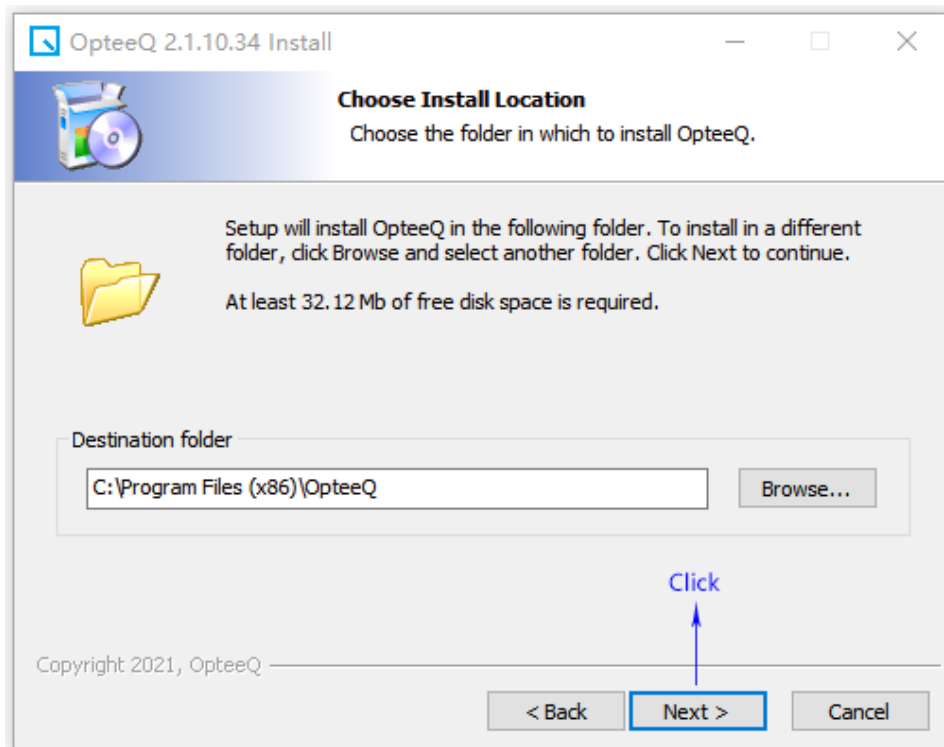 OpteeQ 2.1.10.34 Install
Choose Install Location
Choose the folder in which to install OpteeQ.
Setup will install OpteeQ in the following folder. To install in a different
folder, click Browse and select another folder. Click Next to continue.
At least 32.12 Mb of free disk space is required.
Destination folder
C:\Program Files (x86)\OpteeQ
Browse...
Click
Copyright 2021, OpteeQ
< Back
Next >
Cancel